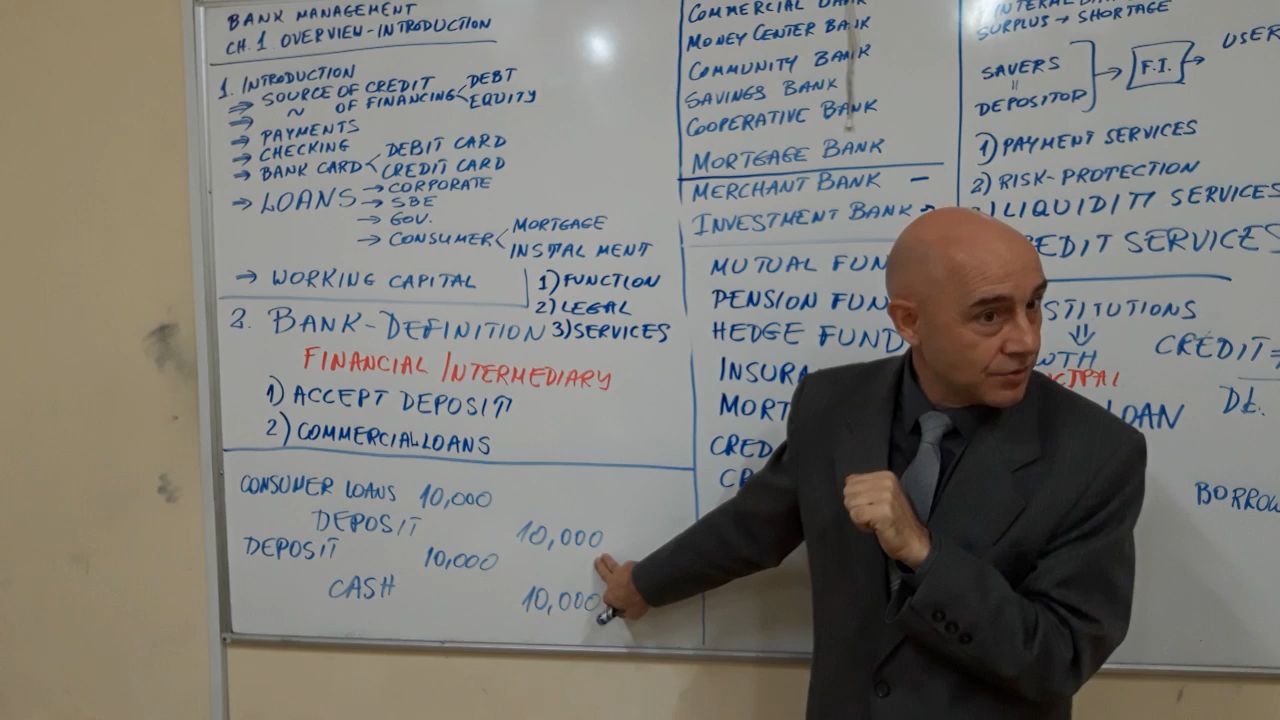 BANK MANAGEMENT
CH. 1 OVERVIEW-INTRODUCTION
1. INTRODUCTION
⇒ SOURCE OF CREDIT
⇒ ~ OF FINANCING < DEBT
EQUITY
→ PAYMENTS
→ CHECKING
→ BANK CARD < DEBIT CARD
CREDIT CARD
→ LOANS → CORPORATE
→ SBE
→ GOV.
→ CONSUMER < MORTGAGE
INSTALMENT
→ WORKING CAPITAL
1) FUNCTION
2) LEGAL
3) SERVICES
2. BANK-DEFINITION
FINANCIAL INTERMEDIARY
1) ACCEPT DEPOSIT
2) COMMERCIAL LOANS
CONSUMER LOANS 10,000
DEPOSIT 10,000
DEPOSIT 10,000
CASH 10,000
COMMERCIAL BANK
MONEY CENTER BANK
COMMUNITY BANK
SAVINGS BANK
COOPERATIVE BANK
MORTGAGE BANK
MERCHANT BANK -
INVESTMENT BANK
MUTUAL FUN
PENSION FUN
HEDGE FUND
INSURA
MORT
CRED
SURPLUS → SHORTAGE
SAVERS
"
DEPOSITOR
→ F.I. → USER
1) PAYMENT SERVICES
2) RISK-PROTECTION
) LIQUIDITY SERVICES
EDIT SERVICES
STITUTIONS
⇓
WTH
CREDIT =
LOAN
BORROW